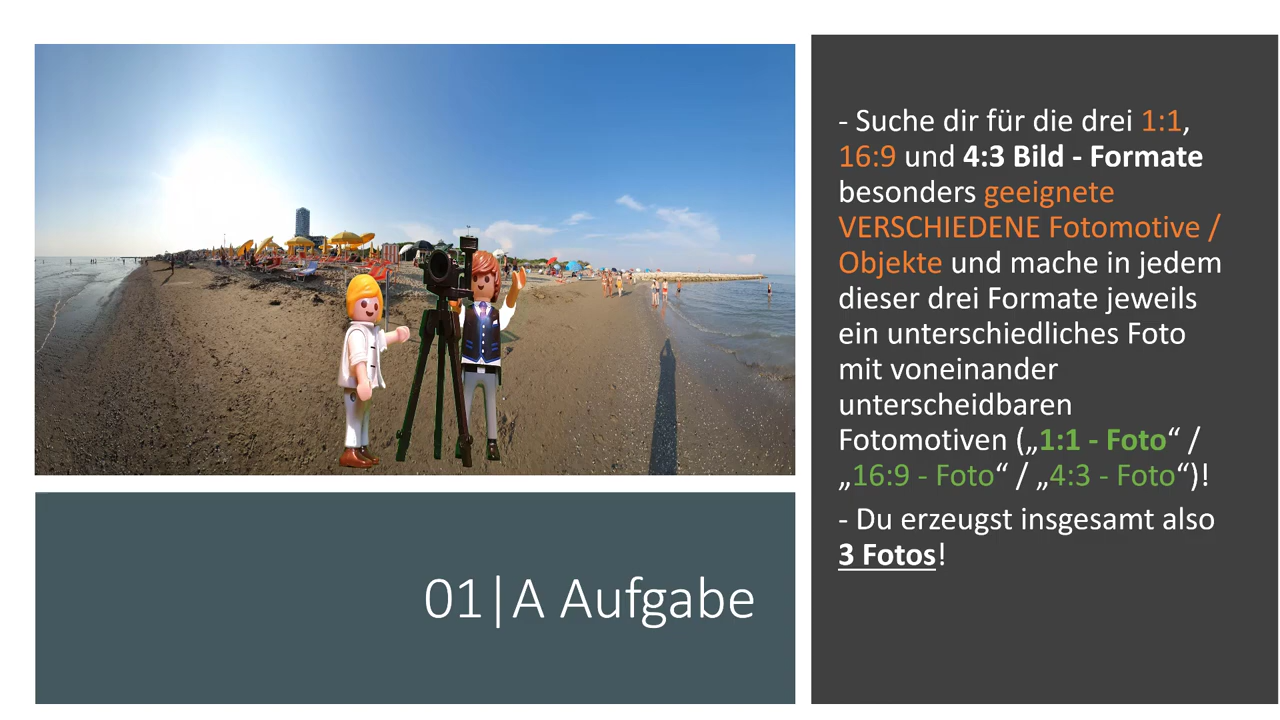 - Suche dir für die drei 1:1,
16:9 und 4:3 Bild - Formate
besonders geeignete
VERSCHIEDENE Fotomotive /
Objekte und mache in jedem
dieser drei Formate jeweils
ein unterschiedliches Foto
mit voneinander
unterscheidbaren
Fotomotiven („1:1 - Foto“ /
„16:9 - Foto“ / „4:3 - Foto“)!
- Du erzeugst insgesamt also
3 Fotos!
01|A Aufgabe